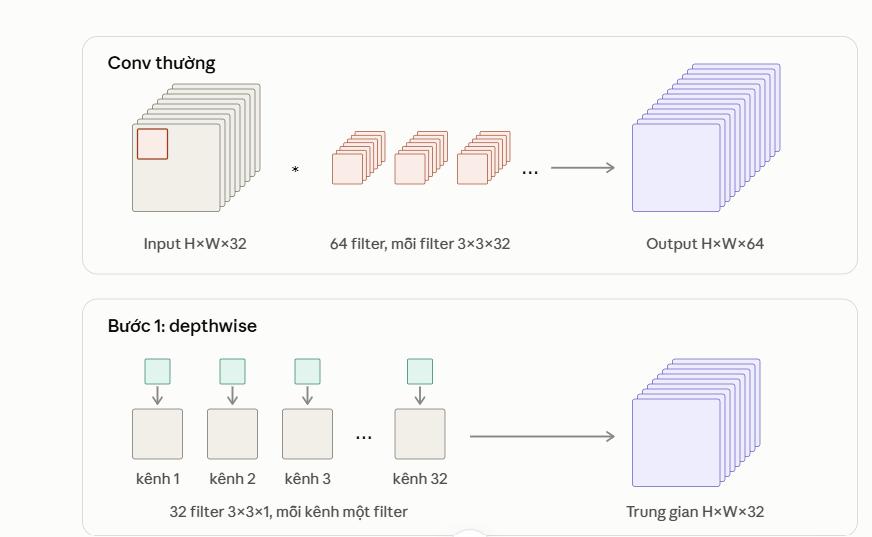 Conv thường
*
...
Input H×W×32
64 filter, mỗi filter 3×3×32
Output H×W×64
Bước 1: depthwise
...
kênh 1
kênh 2
kênh 3
kênh 32
32 filter 3×3×1, mỗi kênh một filter
Trung gian H×W×32